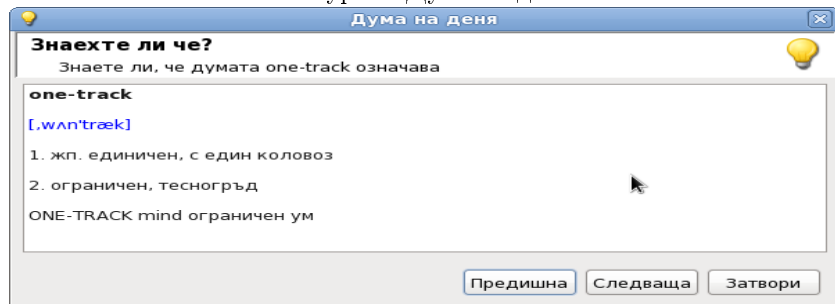 Дума на деня
Знаехте ли че?
Знаете ли, че думата one-track означава
one-track
[,wʌn'træk]
1. жп. единичен, с един коловоз
2. ограничен, тесногръд
ONE-TRACK mind ограничен ум
Предишна Следваща Затвори